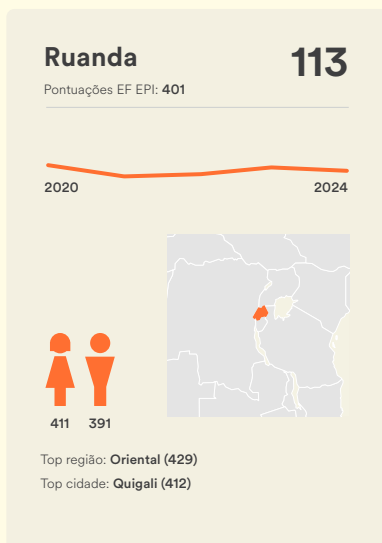 Ruanda
113
Pontuações EF EPI: 401
2020
2024
411
391
Top região: Oriental (429)
Top cidade: Quigali (412)